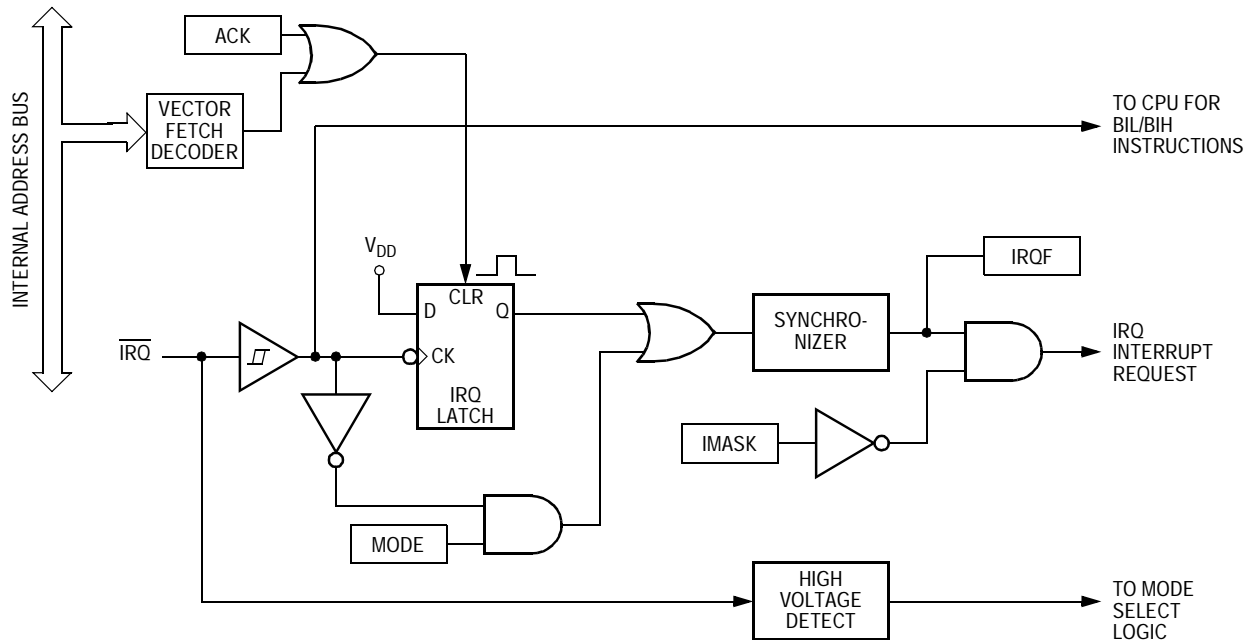 INTERNAL ADDRESS BUS
ACK
VECTOR
FETCH
DECODER
TO CPU FOR
BIL/BIH
INSTRUCTIONS
VDD
CLR
D
Q
CK
IRQ
LATCH
IRQ
SYNCHRO-
NIZER
IRQF
IRQ
INTERRUPT
REQUEST
IMASK
MODE
HIGH
VOLTAGE
DETECT
TO MODE
SELECT
LOGIC